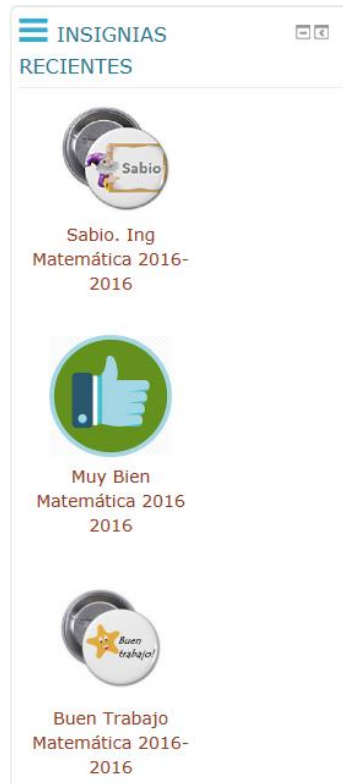 INSIGNIAS
RECIENTES
Sabio
Sabio. Ing
Matemática 2016-
2016
Muy Bien
Matemática 2016
2016
Buen
trabajo!
Buen Trabajo
Matemática 2016-
2016